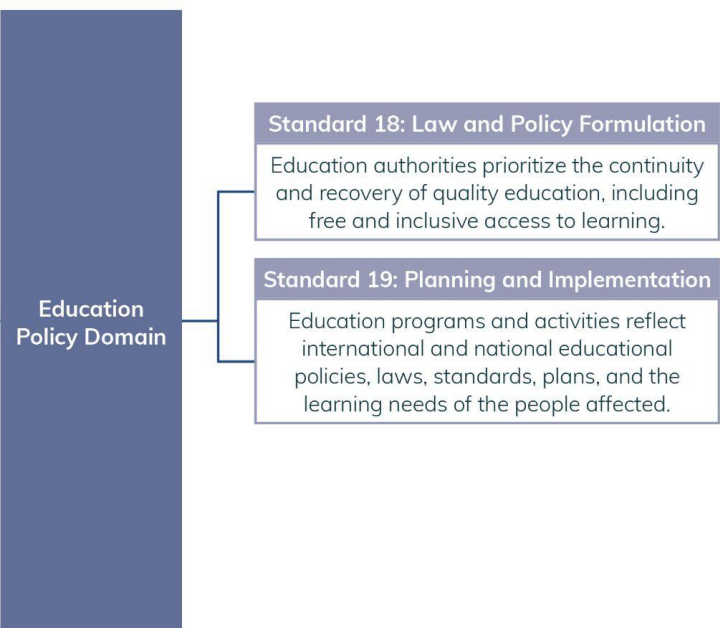 Education
Policy Domain
Standard 18: Law and Policy Formulation
Education authorities prioritize the continuity
and recovery of quality education, including
free and inclusive access to learning.
Standard 19: Planning and Implementation
Education programs and activities reflect
international and national educational
policies, laws, standards, plans, and the
learning needs of the people affected.